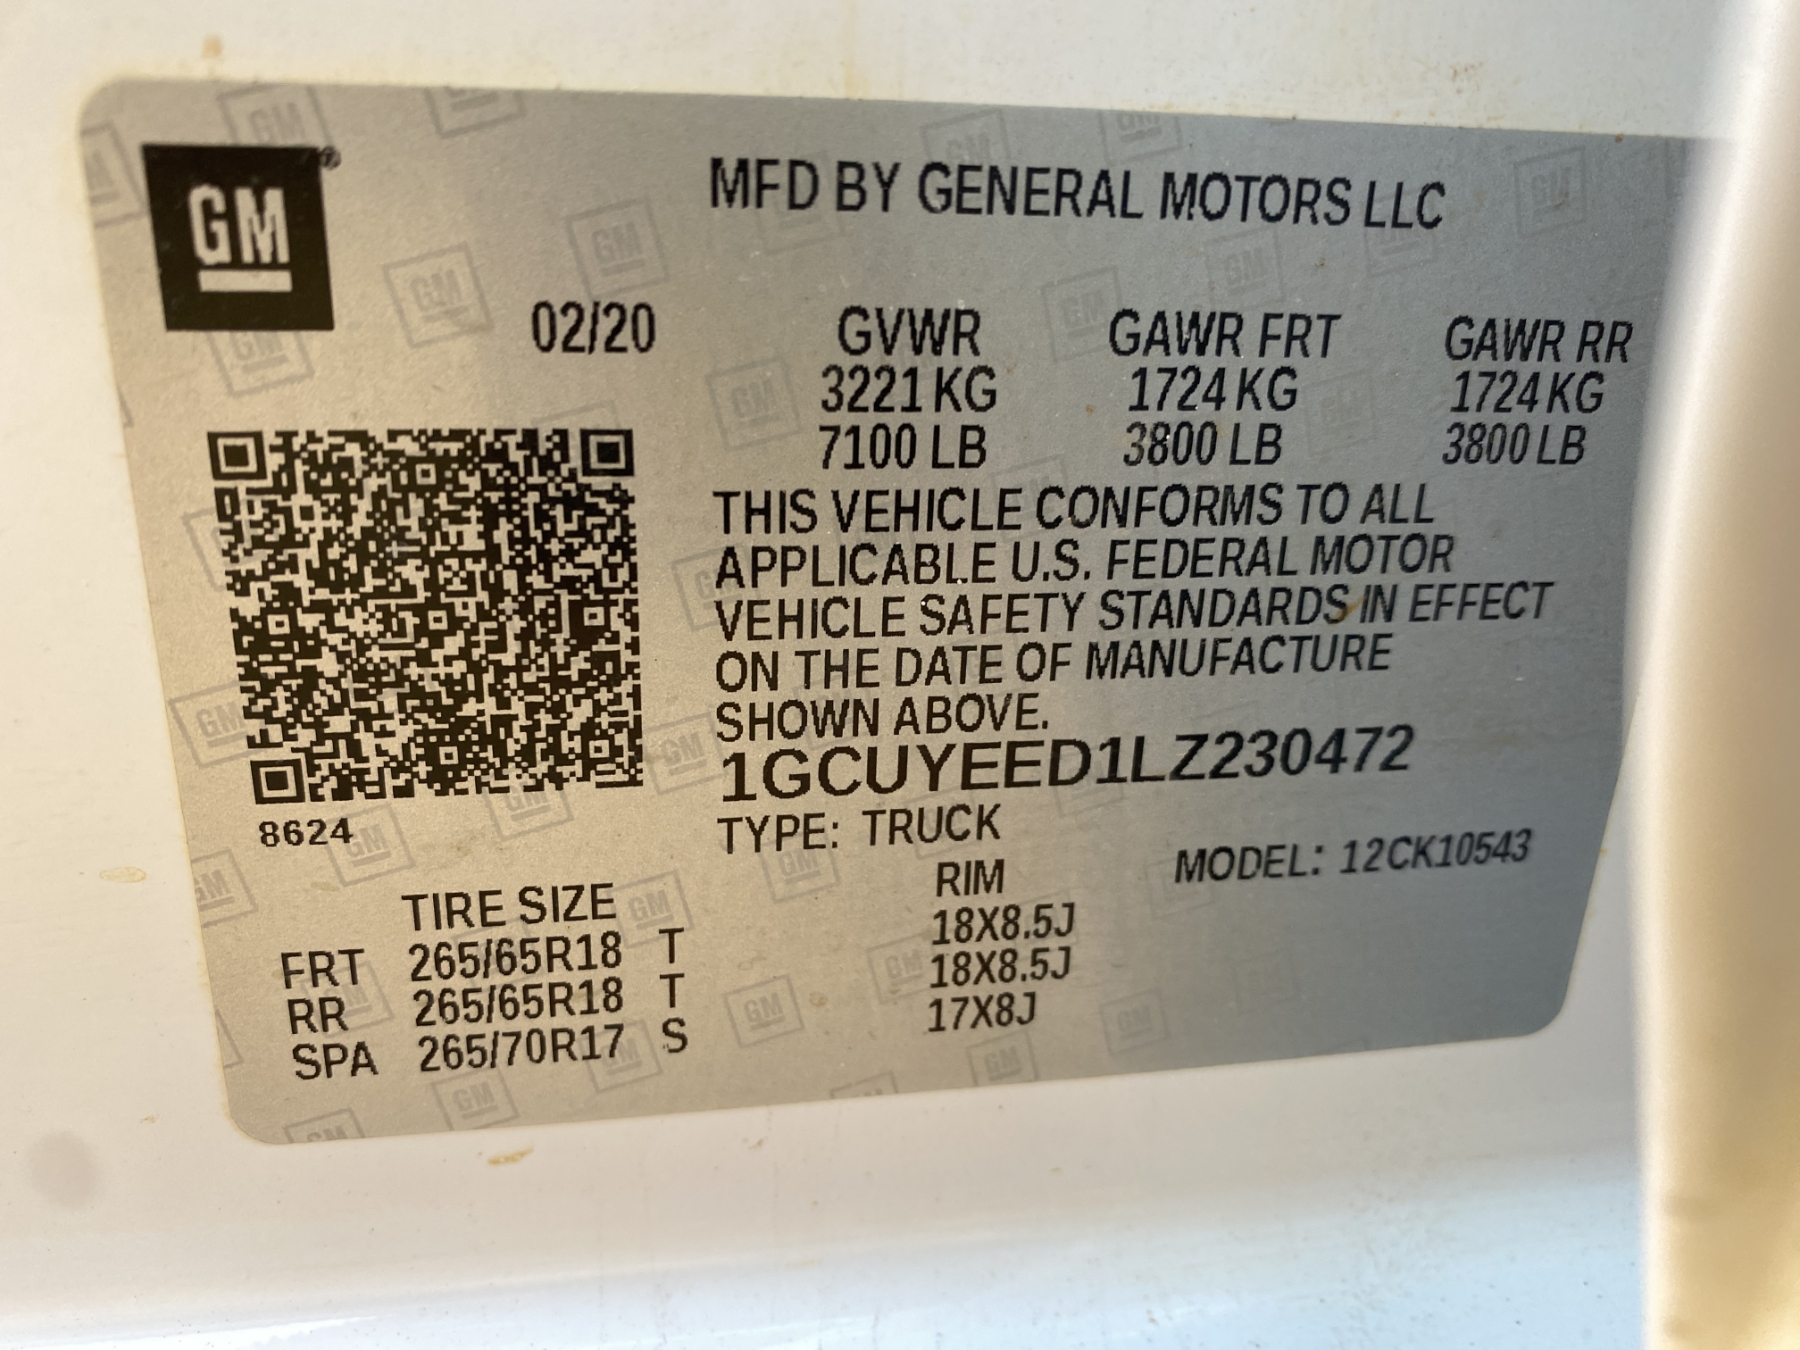 GM
MFD BY GENERAL MOTORS LLC
02/20 GVWR GAWR FRT GAWR RR
3221 KG 1724 KG 1724 KG
7100 LB 3800 LB 3800 LB
THIS VEHICLE CONFORMS TO ALL
APPLICABLE U.S. FEDERAL MOTOR
VEHICLE SAFETY STANDARDS IN EFFECT
ON THE DATE OF MANUFACTURE
SHOWN ABOVE.
1GCUYEED1LZ230472
8624
TYPE: TRUCK
MODEL: 12CK10543
TIRE SIZE RIM
FRT 265/65R18 T 18X8.5J
RR 265/65R18 T 18X8.5J
SPA 265/70R17 S 17X8J